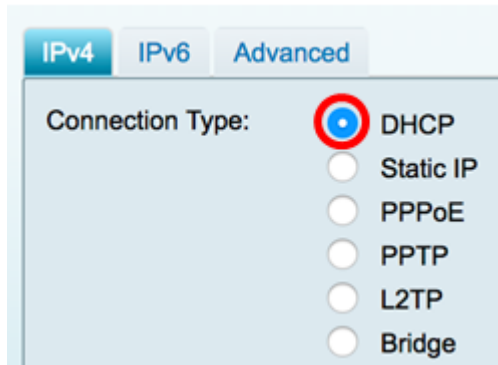 IPv4 IPv6 Advanced
Connection Type: DHCP
Static IP
PPPoE
PPTP
L2TP
Bridge